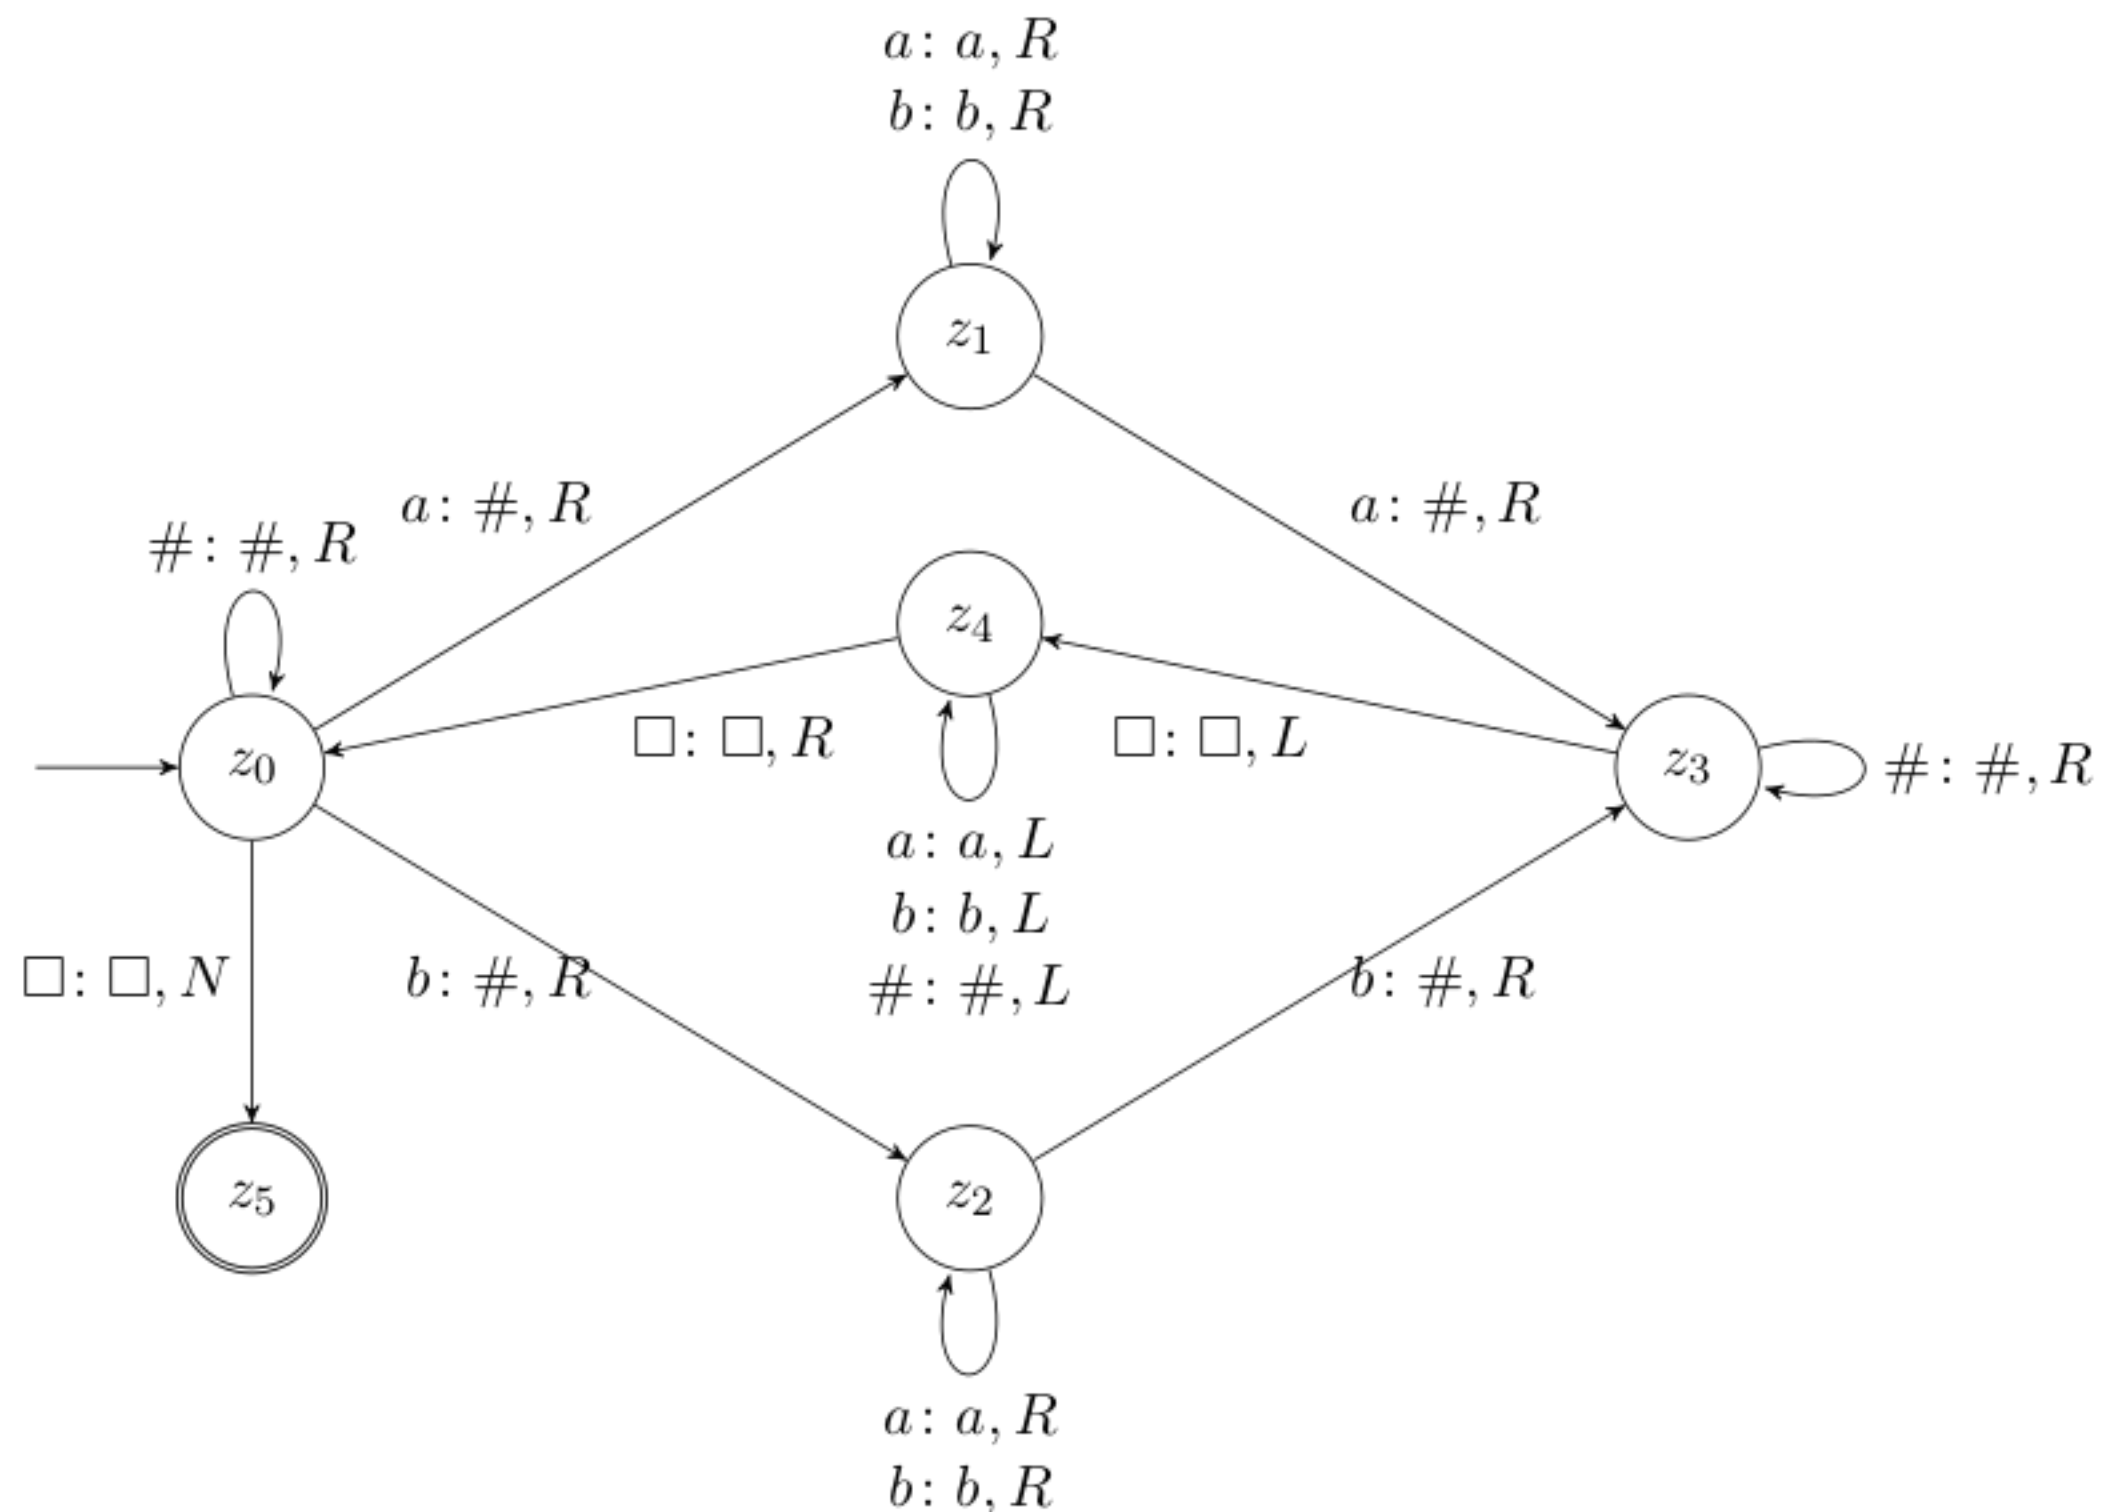 a: a, R
b: b, R
z₁
a: #, R
a: #, R
#: #, R
z₄
□: □, R
□: □, L
z₀
z₃
#: #, R
a: a, L
b: b, L
#: #, L
□: □, N
b: #, R
b: #, R
z₅
z₂
a: a, R
b: b, R